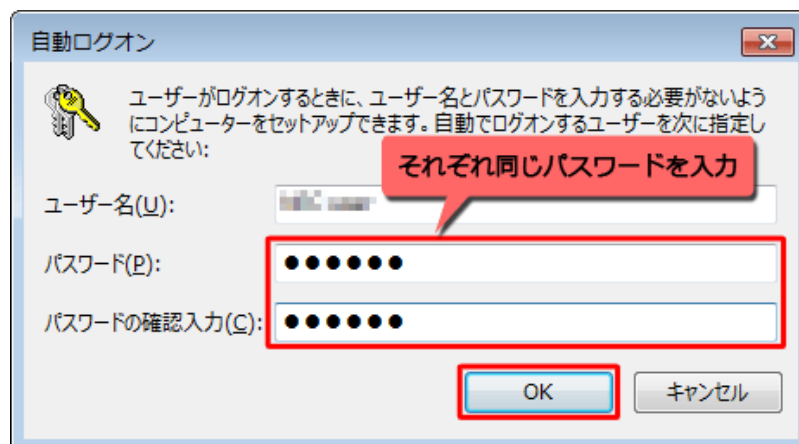 自動ログオン
ユーザーがログオンするときに、ユーザー名とパスワードを入力する必要がないよう
にコンピューターをセットアップできます。自動でログオンするユーザーを次に指定し
てください:
それぞれ同じパスワードを入力
ユーザー名(U):
パスワード(P):
●●●●●●
パスワードの確認入力(C):
●●●●●●
OK
キャンセル